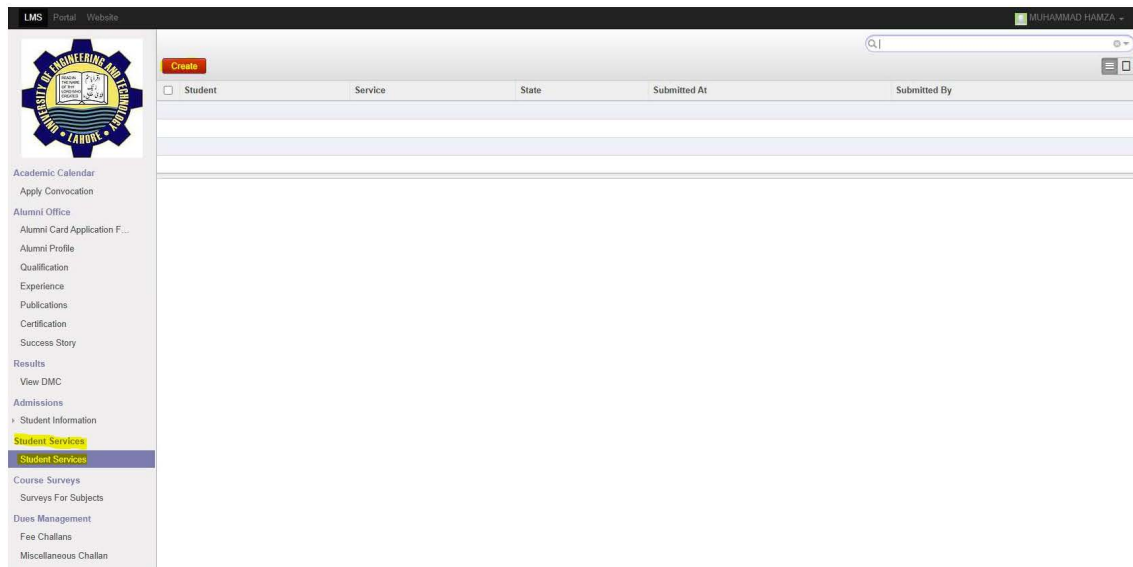 LMS Portal Website
MUHAMMAD HAMZA
UNIVERSITY OF ENGINEERING AND TECHNOLOGY
LAHORE
Create
Student Service State Submitted At Submitted By
Academic Calendar
Apply Convocation
Alumni Office
Alumni Card Application F...
Alumni Profile
Qualification
Experience
Publications
Certification
Success Story
Results
View DMC
Admissions
Student Information
Student Services
Student Services
Course Surveys
Surveys For Subjects
Dues Management
Fee Challans
Miscellaneous Challan